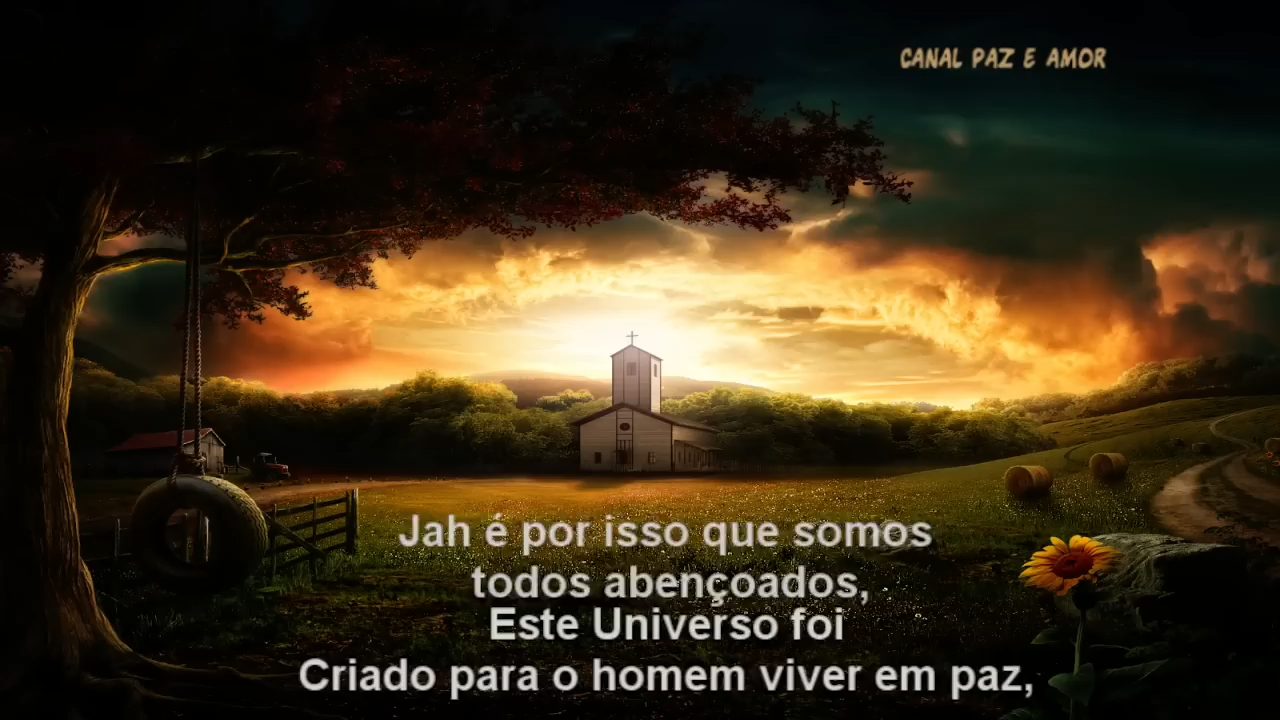 CANAL PAZ E AMOR
Jah é por isso que somos
todos abençoados,
Este Universo foi
Criado para o homem viver em paz,